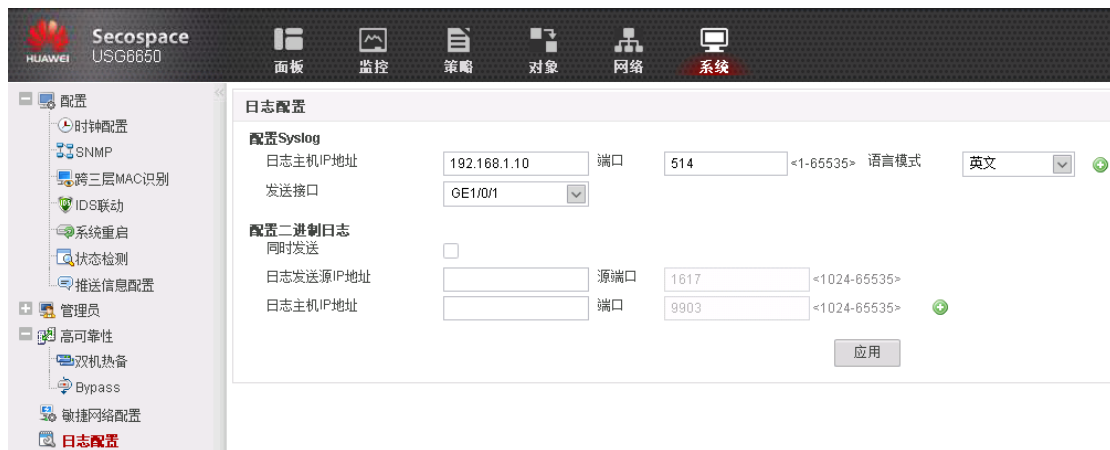 HUAWEI
Secospace
USG6650
面板 监控 策略 对象 网络 系统
配置
时钟配置
SNMP
跨三层MAC识别
IDS联动
系统重启
状态检测
推送信息配置
管理员
高可靠性
双机热备
Bypass
敏捷网络配置
日志配置
日志配置
配置Syslog
日志主机IP地址 192.168.1.10 端口 514 <1-65535> 语言模式 英文
发送接口 GE1/0/1
配置二进制日志
同时发送
日志发送源IP地址 源端口 1617 <1024-65535>
日志主机IP地址 端口 9903 <1024-65535>
应用